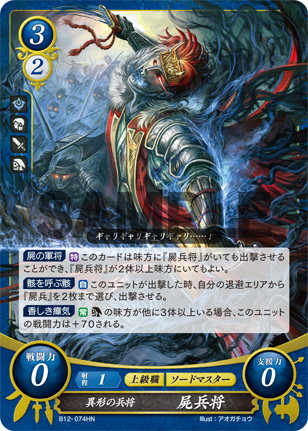 3
2
SAMPLE
ギャリギャリギャリギャリ……!
屍の軍将 特 このカードは味方に『屍兵将』がいても出撃させる
ことができ、『屍兵将』が2体以上味方にいてもよい。
骸を呼ぶ骸 自 このユニットが出撃した時、自分の退避エリアから
『屍兵』を2枚まで選び、出撃させる。
香しき瘴気 常 の味方が他に3体以上いる場合、このユニット
の戦闘力は+70される。
戦闘力 0
射程 1
上級職
ソードマスター
支援力 0
異形の兵将 屍兵将
B12-074HN
Illust:アオガチョウ